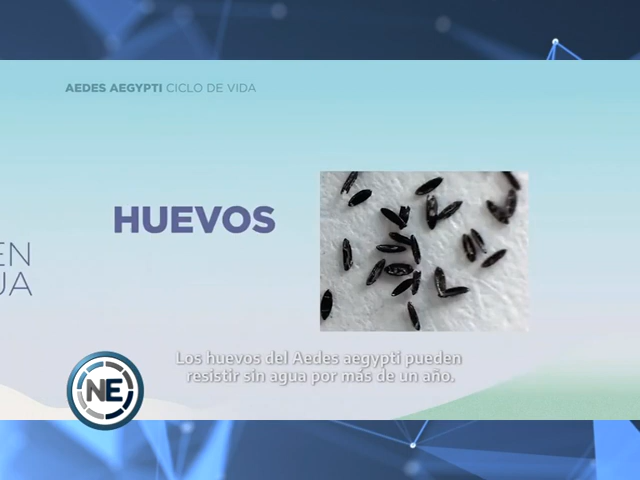 AEDES AEGYPTI CICLO DE VIDA
HUEVOS
EN
UA
Los huevos del Aedes aegypti pueden
resistir sin agua por más de un año.
NE